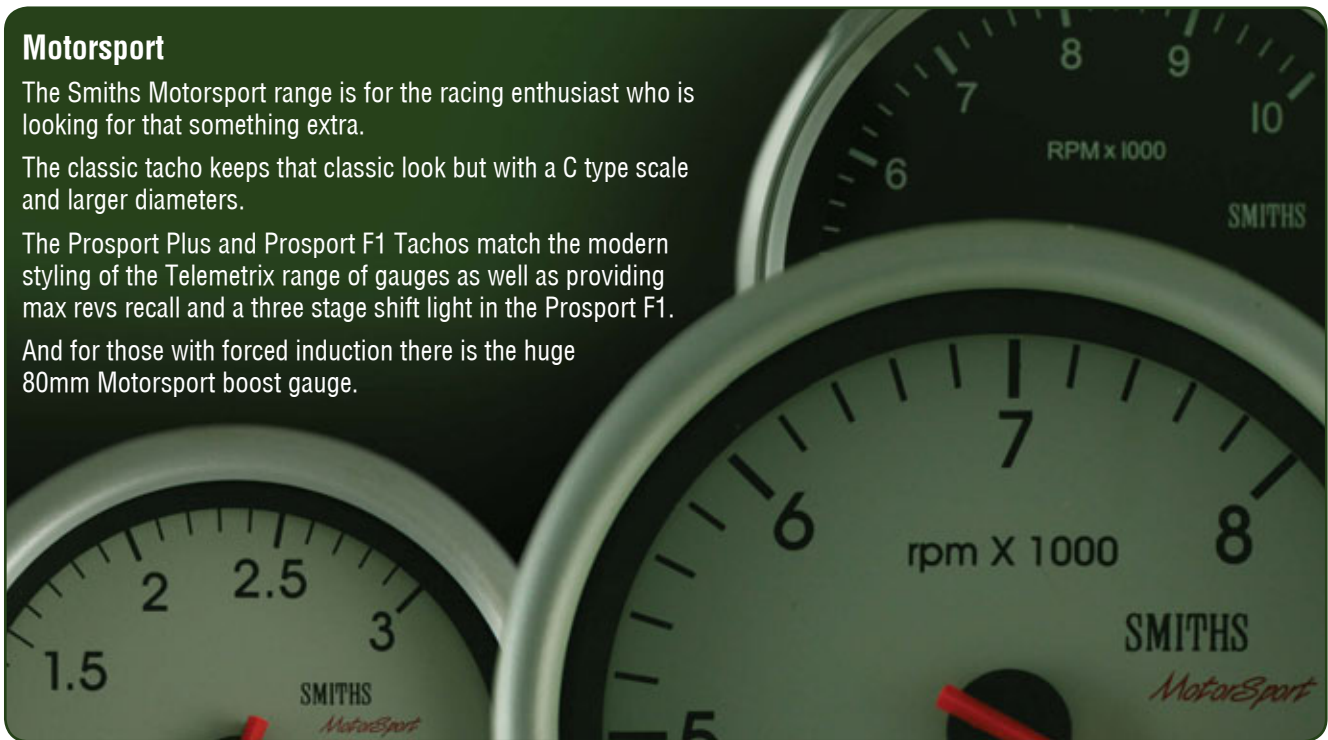 Motorsport
The Smiths Motorsport range is for the racing enthusiast who is
looking for that something extra.
The classic tacho keeps that classic look but with a C type scale
and larger diameters.
The Prosport Plus and Prosport F1 Tachos match the modern
styling of the Telemetrix range of gauges as well as providing
max revs recall and a three stage shift light in the Prosport F1.
And for those with forced induction there is the huge
80mm Motorsport boost gauge.
6 7 8 9 10
RPM x 1000
SMITHS
5 6 7 8
rpm X 1000
SMITHS
MotorSport
1.5 2 2.5 3
SMITHS
MotorSport